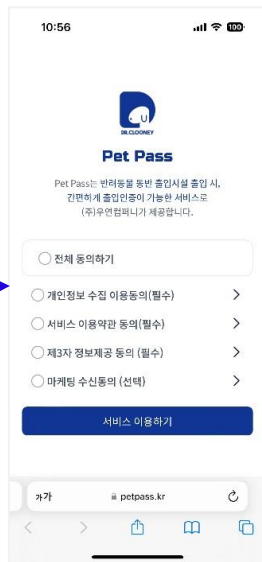 10:56
100
DR.CLOONEY
Pet Pass
Pet Pass는 반려동물 동반 출입시설 출입 시,
간편하게 출입인증이 가능한 서비스로
(주)우연컴퍼니가 제공합니다.
전체 동의하기
개인정보 수집 이용동의(필수)
서비스 이용약관 동의(필수)
제3자 정보제공 동의 (필수)
마케팅 수신동의 (선택)
서비스 이용하기
가가
petpass.kr